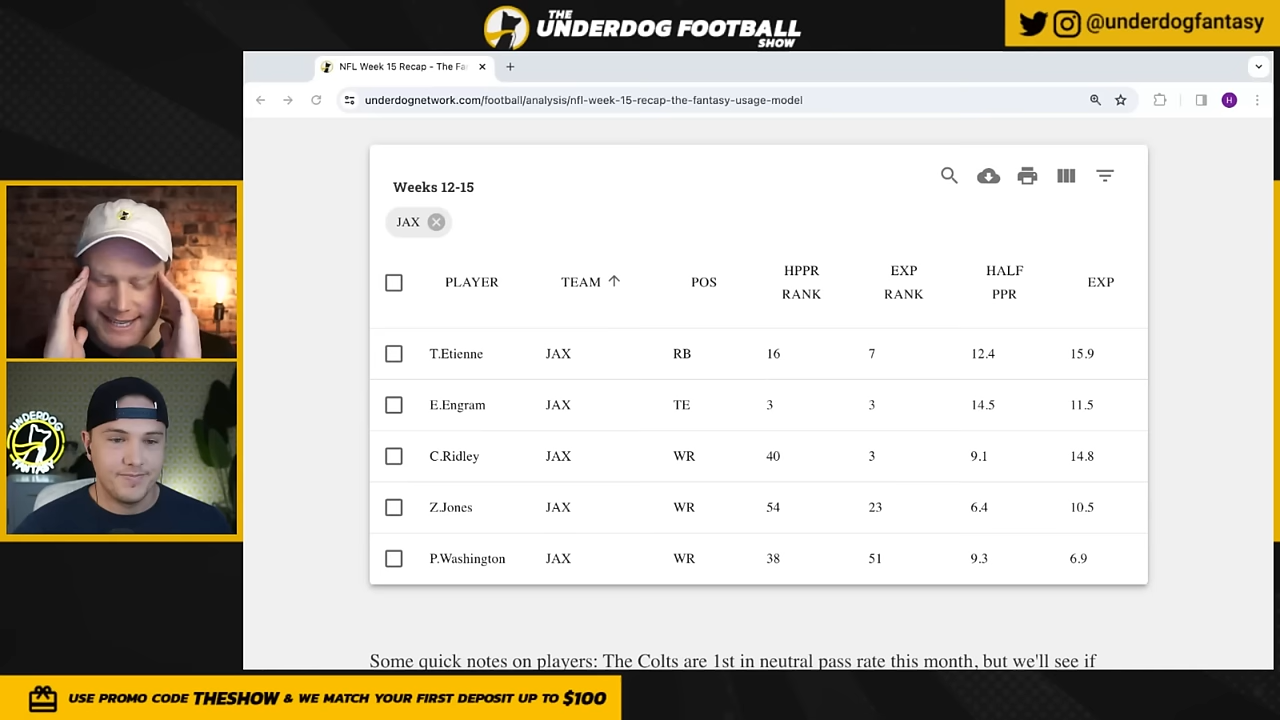 THE
UNDERDOG FOOTBALL
SHOW
@underdogfantasy
NFL Week 15 Recap - The Fa
underdognetwork.com/football/analysis/nfl-week-15-recap-the-fantasy-usage-model
H
Weeks 12-15
JAX
PLAYER TEAM POS HPPR RANK EXP RANK HALF PPR EXP
T.Etienne JAX RB 16 7 12.4 15.9
E.Engram JAX TE 3 3 14.5 11.5
C.Ridley JAX WR 40 3 9.1 14.8
Z.Jones JAX WR 54 23 6.4 10.5
P.Washington JAX WR 38 51 9.3 6.9
Some quick notes on players: The Colts are 1st in neutral pass rate this month, but we'll see if
UNDERDOG
FANTASY
USE PROMO CODE THESHOW & WE MATCH YOUR FIRST DEPOSIT UP TO $100